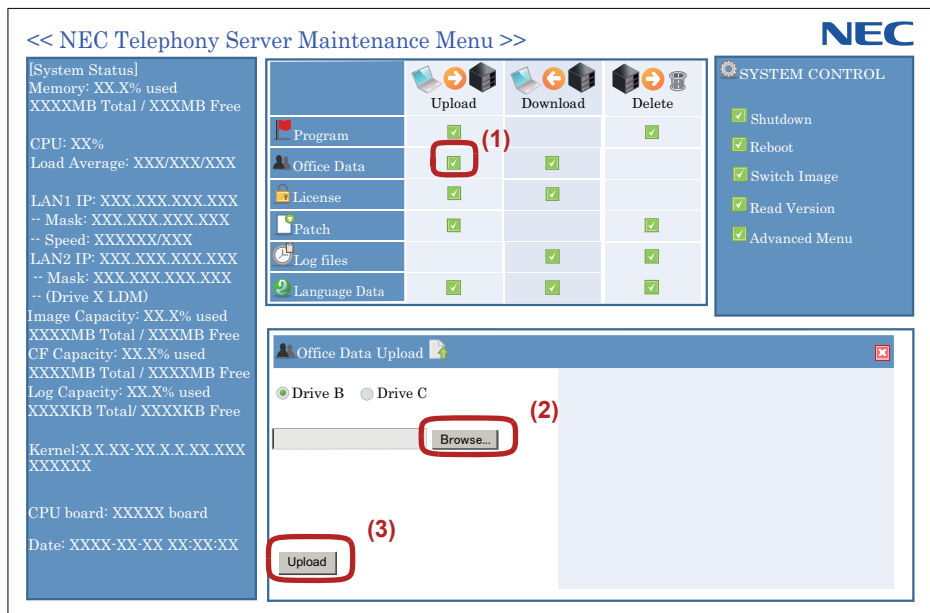 << NEC Telephony Server Maintenance Menu >>
NEC
[System Status]
Memory: XX.X% used
XXXXMB Total / XXXMB Free
CPU: XX%
Load Average: XXX/XXX/XXX
LAN1 IP: XXX.XXX.XXX.XXX
-- Mask: XXX.XXX.XXX.XXX
-- Speed: XXXXXX/XXX
LAN2 IP: XXX.XXX.XXX.XXX
-- Mask: XXX.XXX.XXX.XXX
-- (Drive X LDM)
Image Capacity: XX.X% used
XXXXMB Total / XXXMB Free
CF Capacity: XX.X% used
XXXXMB Total / XXXXMB Free
Log Capacity: XX.X% used
XXXXKB Total/ XXXXKB Free
Kernel:X.X.XX-XX.X.X.XX.XXX
XXXXXX
CPU board: XXXXX board
Date: XXXX-XX-XX XX:XX:XX
Upload Download Delete
Program
(1)
Office Data
License
Patch
Log files
Language Data
SYSTEM CONTROL
Shutdown
Reboot
Switch Image
Read Version
Advanced Menu
Office Data Upload
Drive B Drive C
(2)
Browse...
(3)
Upload